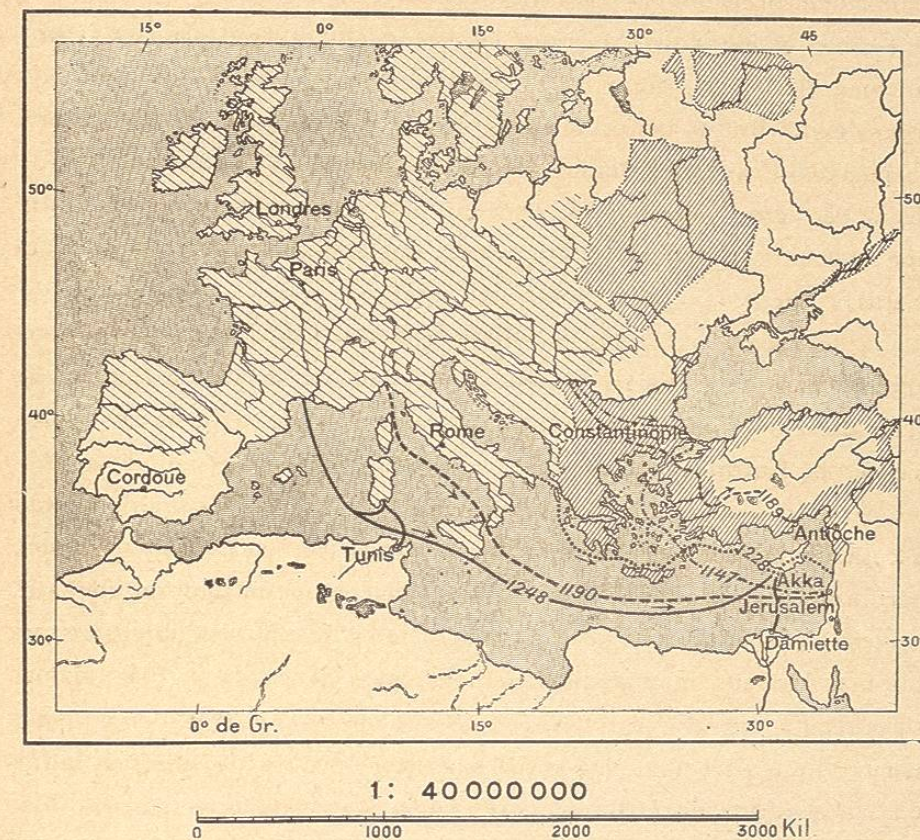 15° 0° 15° 30° 45
50° 50
Londres
Paris
40° 40
Rome Constantinople
Cordoue
1189
Antioche
Tunis 1228
1147
Akka
1248 1190
Jerusalem
30° 30
Damiette
0° de Gr. 15° 30°
1: 40 000 000
0 1000 2000 3000 Kil